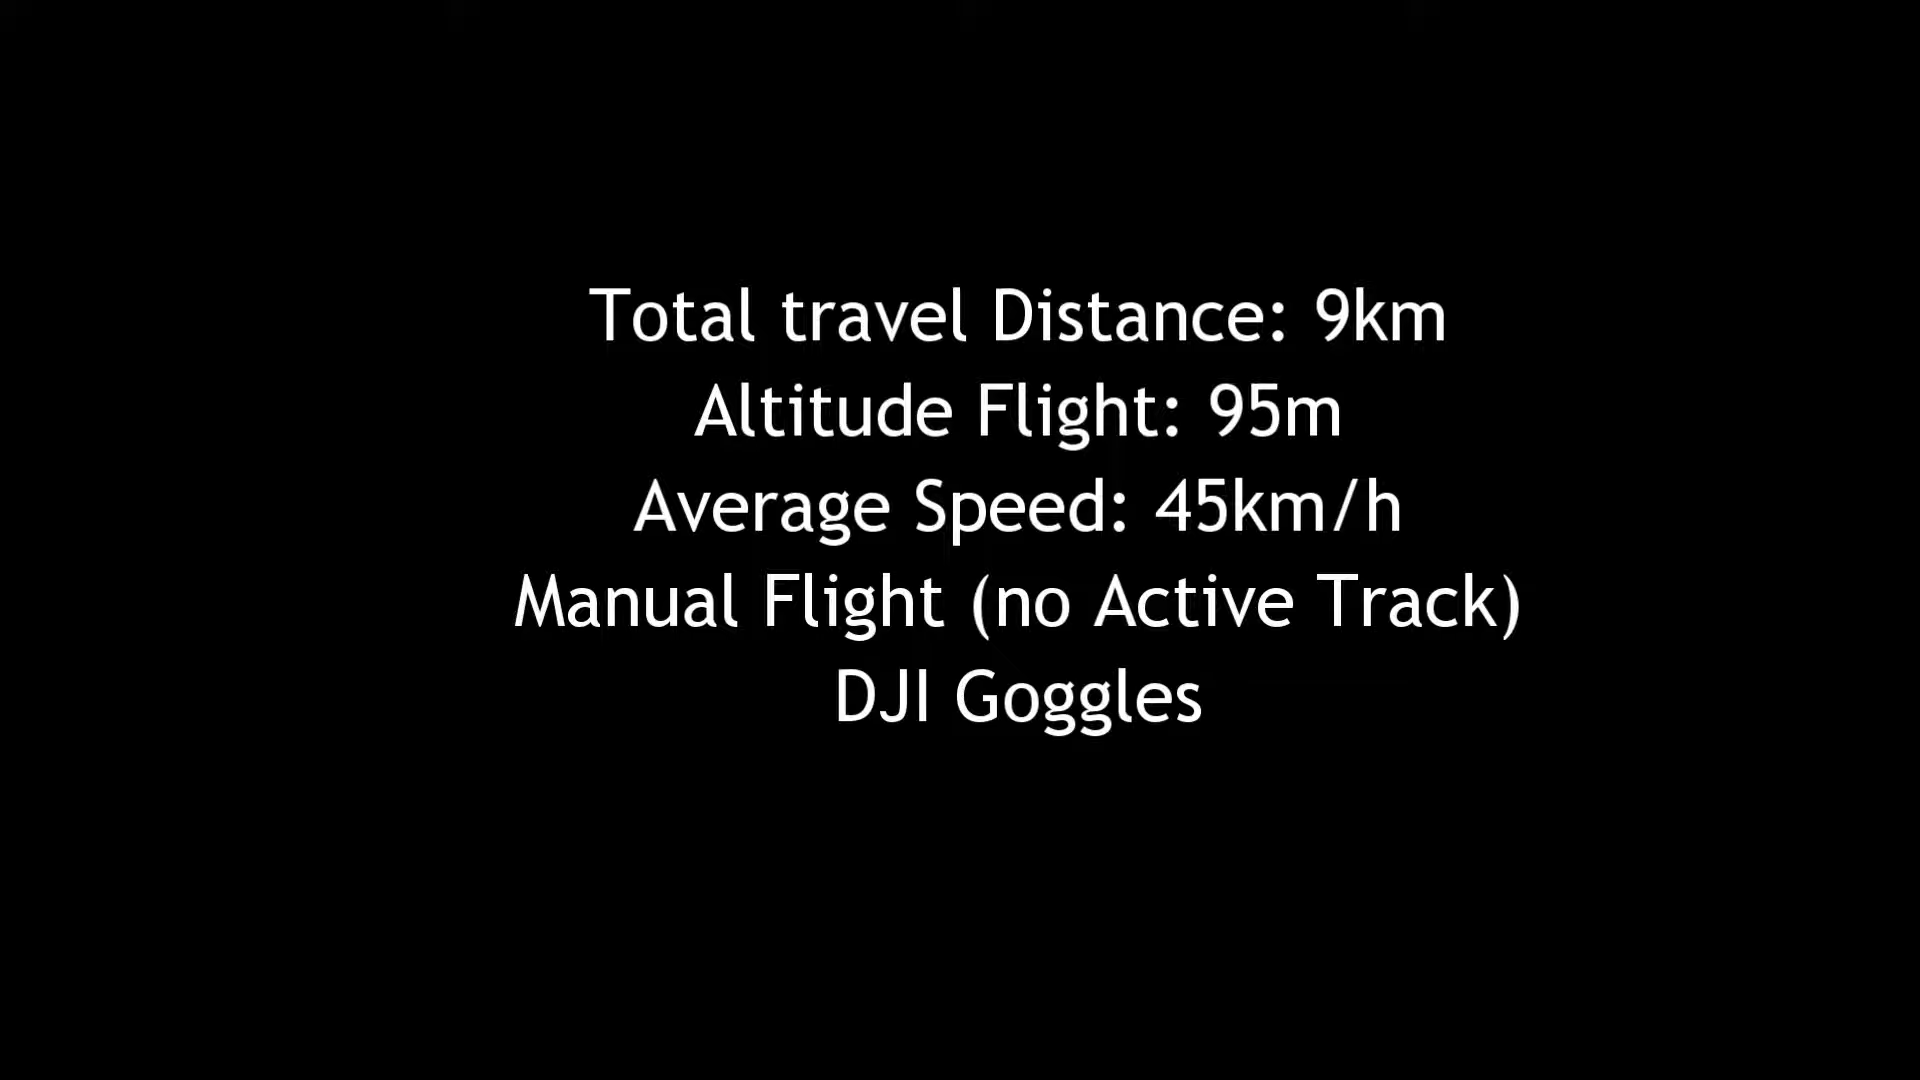 Total travel Distance: 9km
Altitude Flight: 95m
Average Speed: 45km/h
Manual Flight (no Active Track)
DJI Goggles